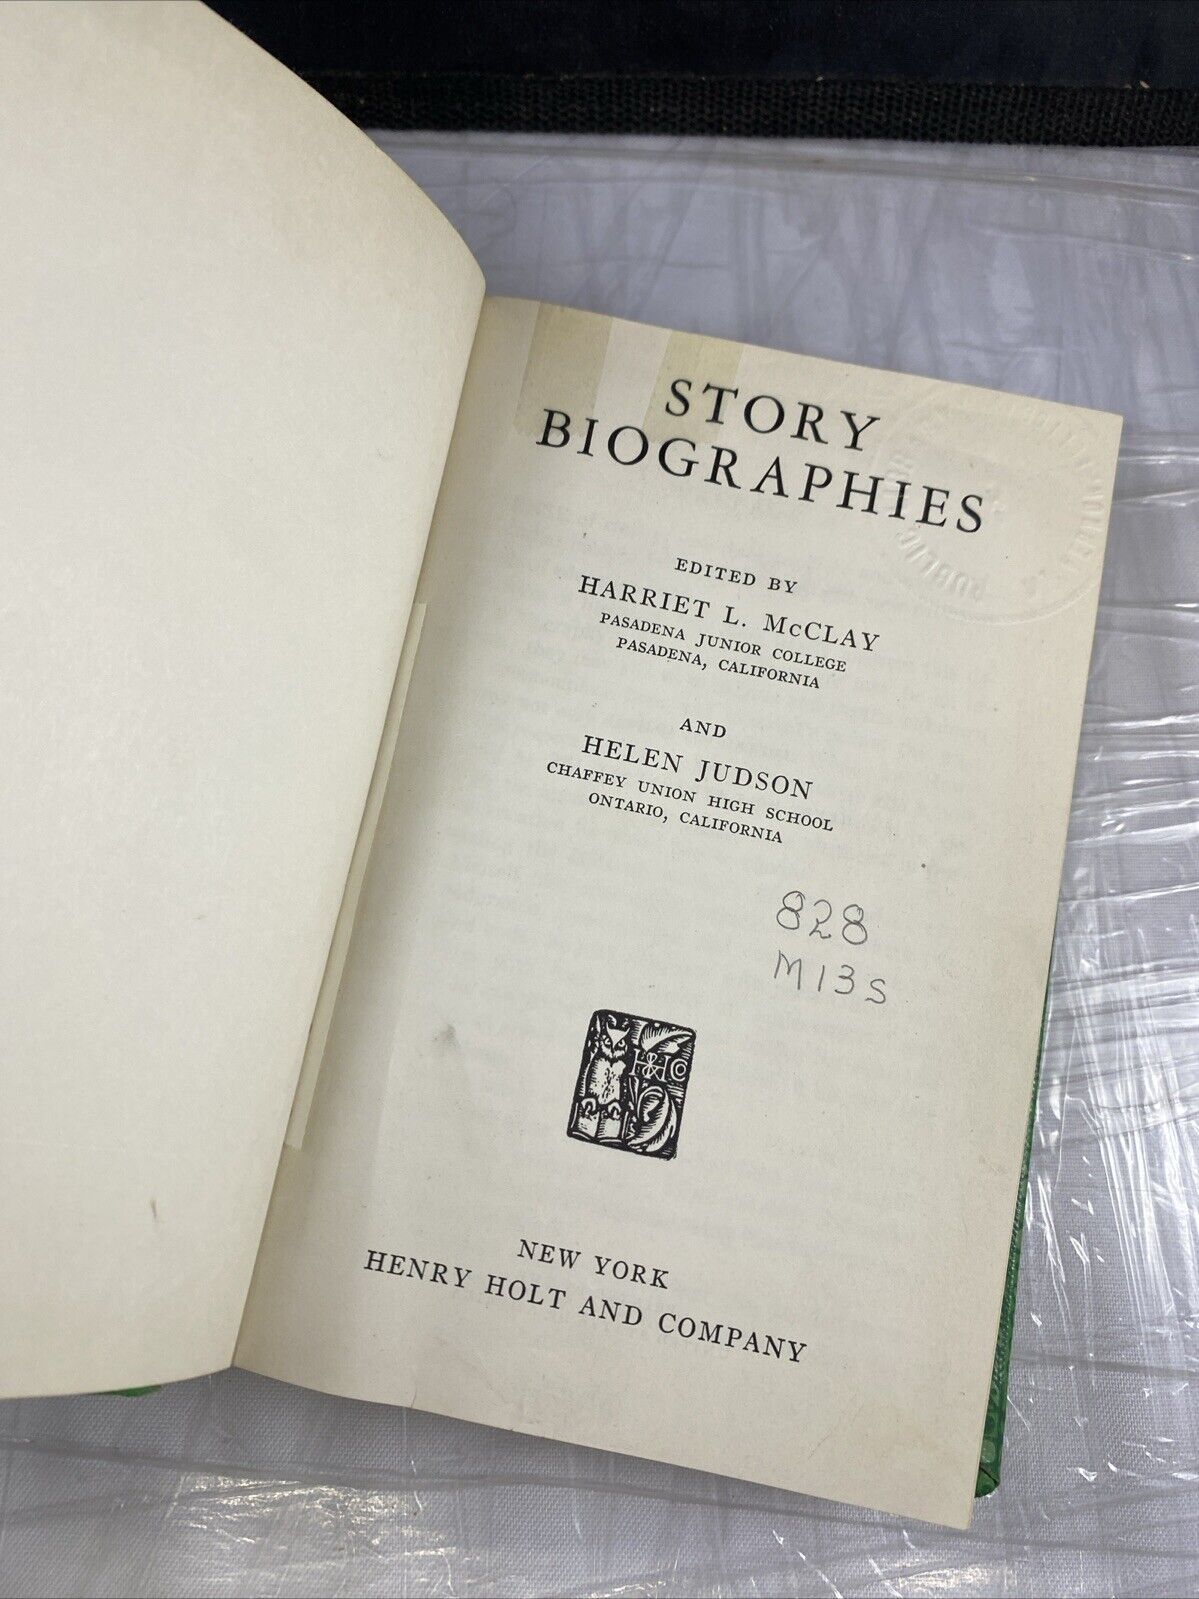 STORY
BIOGRAPHIES
EDITED BY
HARRIET L. McCLAY
PASADENA JUNIOR COLLEGE
PASADENA, CALIFORNIA
AND
HELEN JUDSON
CHAFFEY UNION HIGH SCHOOL
ONTARIO, CALIFORNIA
828
M13S
H&HCO
NEW YORK
HENRY HOLT AND COMPANY